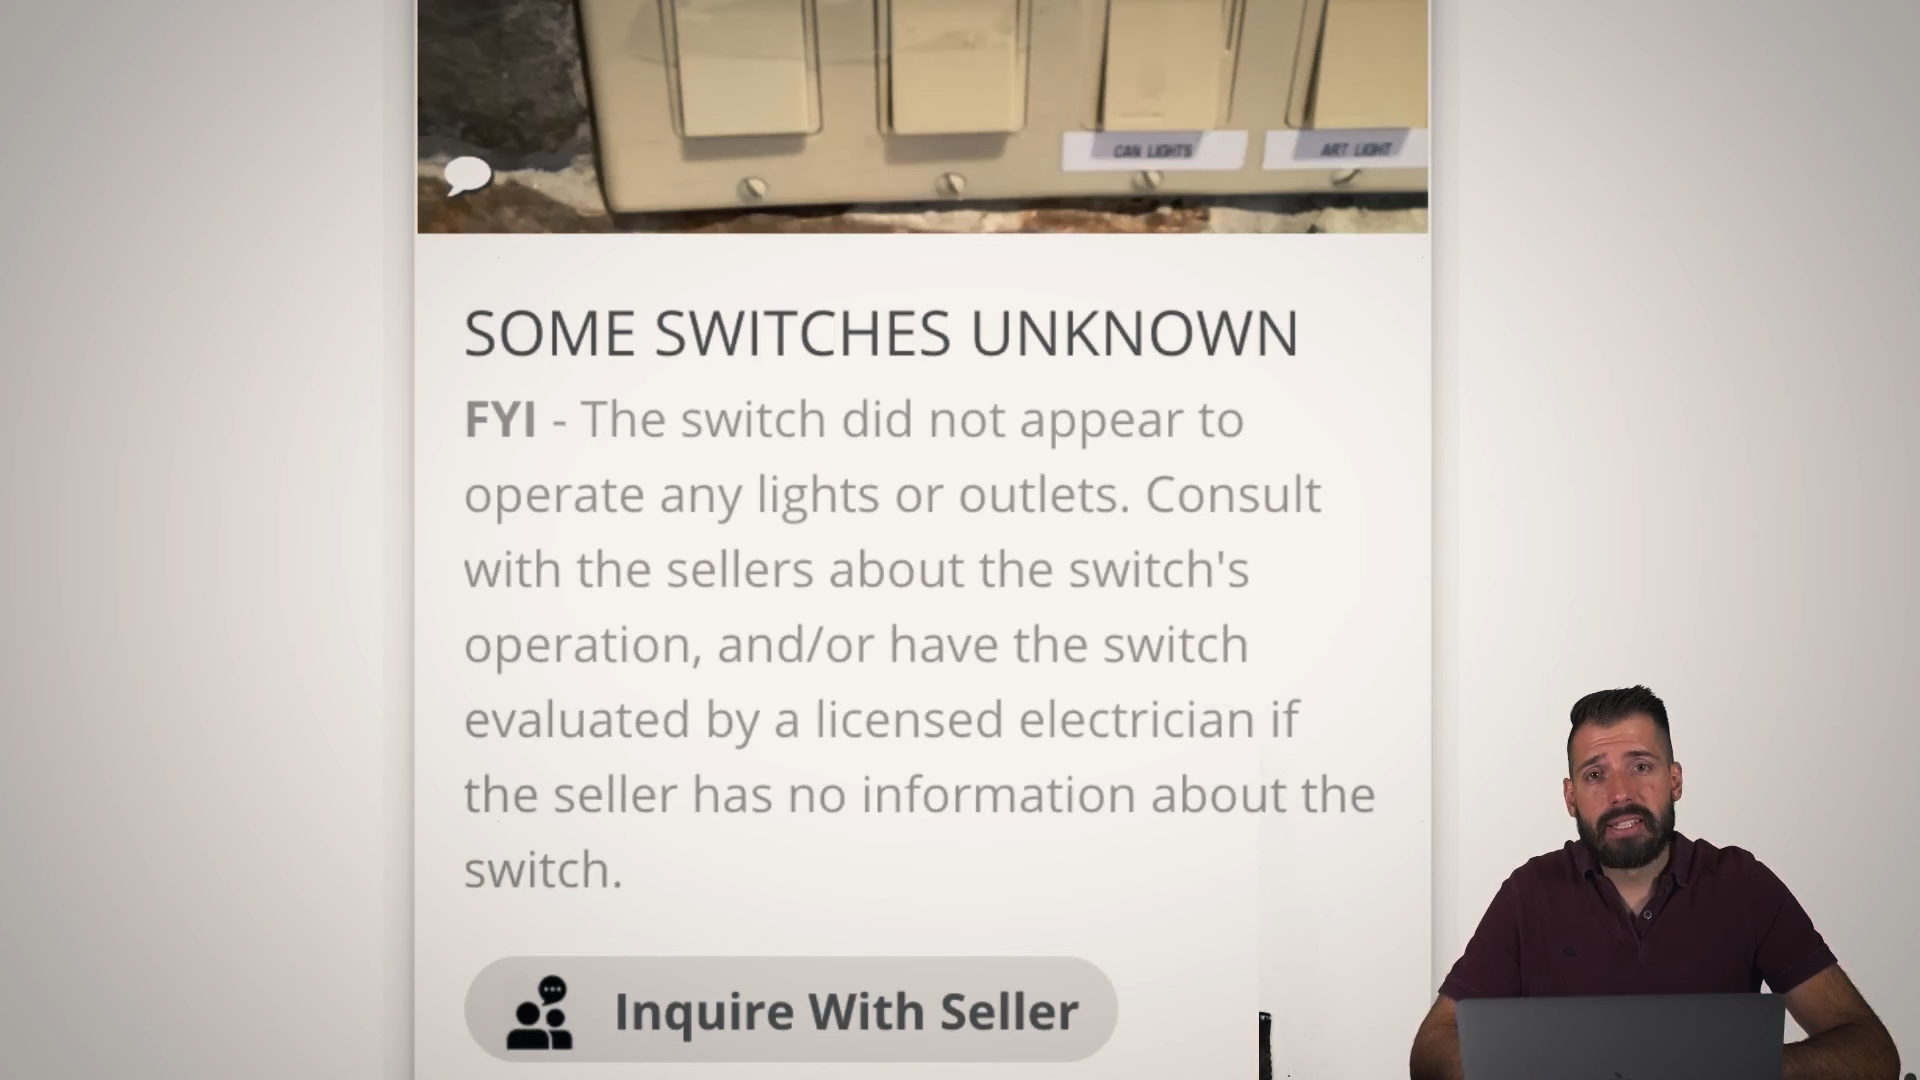 CAN LIGHTS
ART LIGHT
SOME SWITCHES UNKNOWN
FYI - The switch did not appear to
operate any lights or outlets. Consult
with the sellers about the switch's
operation, and/or have the switch
evaluated by a licensed electrician if
the seller has no information about the
switch.
Inquire With Seller